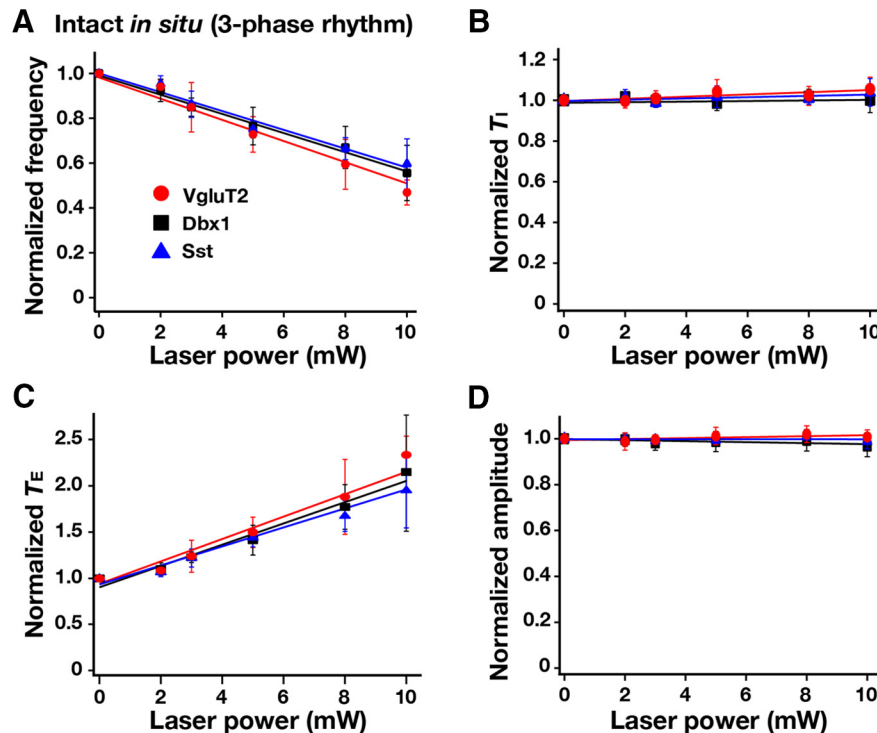 A Intact in situ (3-phase rhythm)
Normalized frequency
1.0
0.8
0.6
0.4
0.2
0
VgluT2
Dbx1
Sst
0 2 4 6 8 10
Laser power (mW)
B
Normalized TI
1.2
1.0
0.8
0.6
0.4
0.2
0
0 2 4 6 8 10
Laser power (mW)
C
Normalized TE
2.5
2.0
1.5
1.0
0.5
0
0 2 4 6 8 10
Laser power (mW)
D
Normalized amplitude
1.0
0.8
0.6
0.4
0.2
0
0 2 4 6 8 10
Laser power (mW)